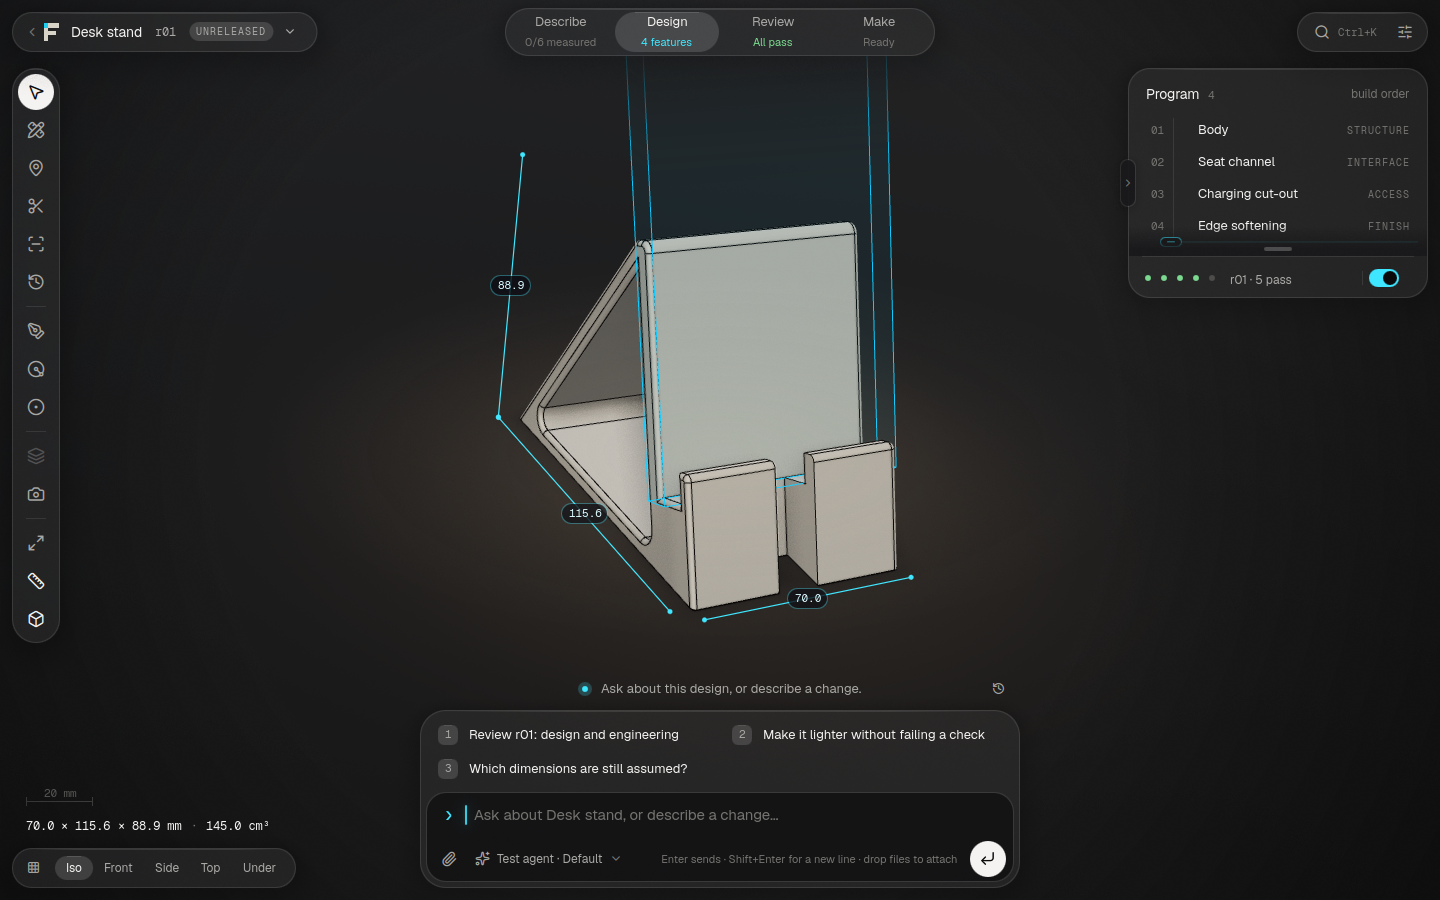 Desk stand r01 UNRELEASED
Describe
0/6 measured
Design
4 features
Review
All pass
Make
Ready
Ctrl+K
Program 4 build order
01 Body STRUCTURE
02 Seat channel INTERFACE
03 Charging cut-out ACCESS
04 Edge softening FINISH
r01 · 5 pass
88.9
115.6
70.0
Ask about this design, or describe a change.
1 Review r01: design and engineering
2 Make it lighter without failing a check
3 Which dimensions are still assumed?
Ask about Desk stand, or describe a change…
Test agent · Default
Enter sends · Shift+Enter for a new line · drop files to attach
20 mm
70.0 × 115.6 × 88.9 mm · 145.0 cm³
Iso Front Side Top Under